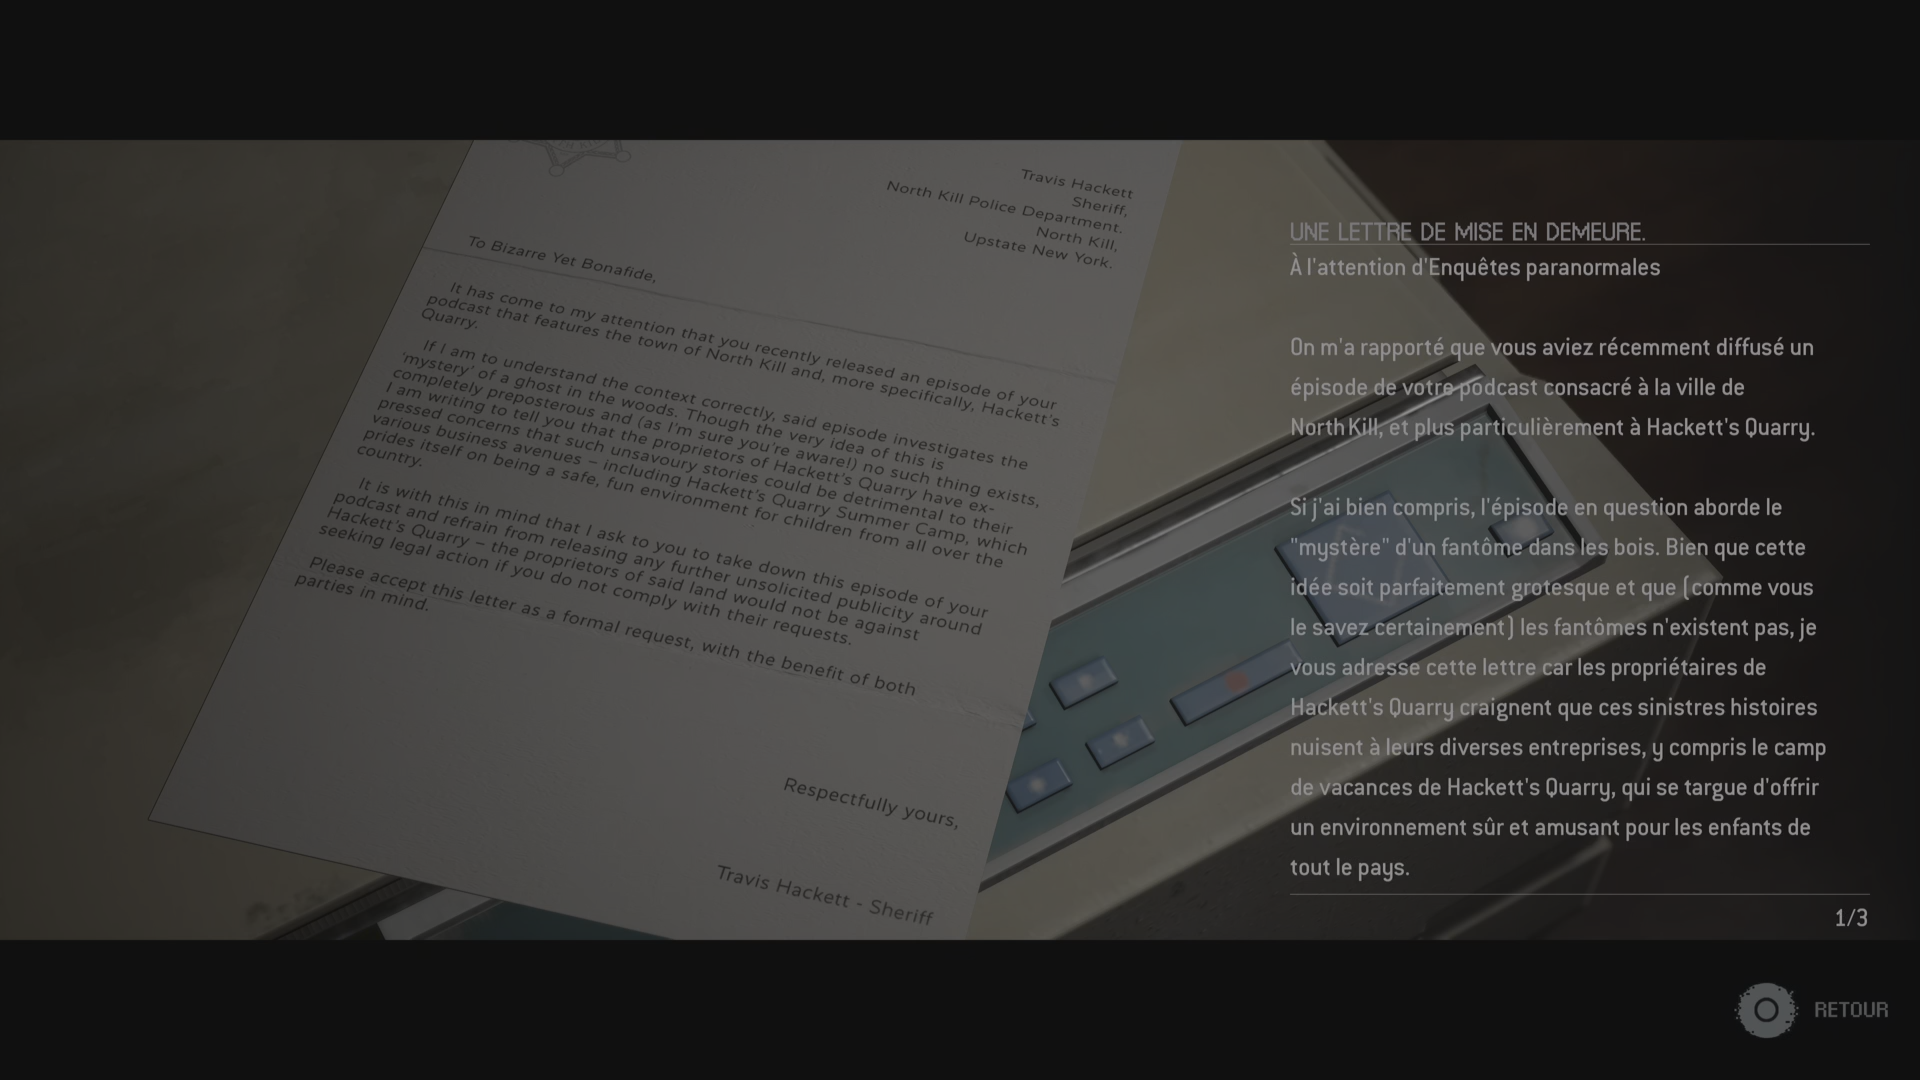 Travis Hackett
Sheriff,
North Kill Police Department.
North Kill,
Upstate New York.
To Bizarre Yet Bonafide,
It has come to my attention that you recently released an episode of your
podcast that features the town of North Kill and, more specifically, Hackett's
Quarry.
If I am to understand the context correctly, said episode investigates the
'mystery' of a ghost in the woods. Though the very idea of this is
completely preposterous and (as I'm sure you're aware!) no such thing exists,
I am writing to tell you that the proprietors of Hackett's Quarry have ex-
pressed concerns that such unsavoury stories could be detrimental to their
various business avenues – including Hackett's Quarry Summer Camp, which
prides itself on being a safe, fun environment for children from all over the
country.
It is with this in mind that I ask to you to take down this episode of your
podcast and refrain from releasing any further unsolicited publicity around
Hackett's Quarry – the proprietors of said land would not be against
seeking legal action if you do not comply with their requests.
Please accept this letter as a formal request, with the benefit of both
parties in mind.
Respectfully yours,
Travis Hackett - Sheriff
UNE LETTRE DE MISE EN DEMEURE.
À l'attention d'Enquêtes paranormales
On m'a rapporté que vous aviez récemment diffusé un
épisode de votre podcast consacré à la ville de
North Kill, et plus particulièrement à Hackett's Quarry.
Si j'ai bien compris, l'épisode en question aborde le
"mystère" d'un fantôme dans les bois. Bien que cette
idée soit parfaitement grotesque et que (comme vous
le savez certainement) les fantômes n'existent pas, je
vous adresse cette lettre car les propriétaires de
Hackett's Quarry craignent que ces sinistres histoires
nuisent à leurs diverses entreprises, y compris le camp
de vacances de Hackett's Quarry, qui se targue d'offrir
un environnement sûr et amusant pour les enfants de
tout le pays.
1/3
RETOUR